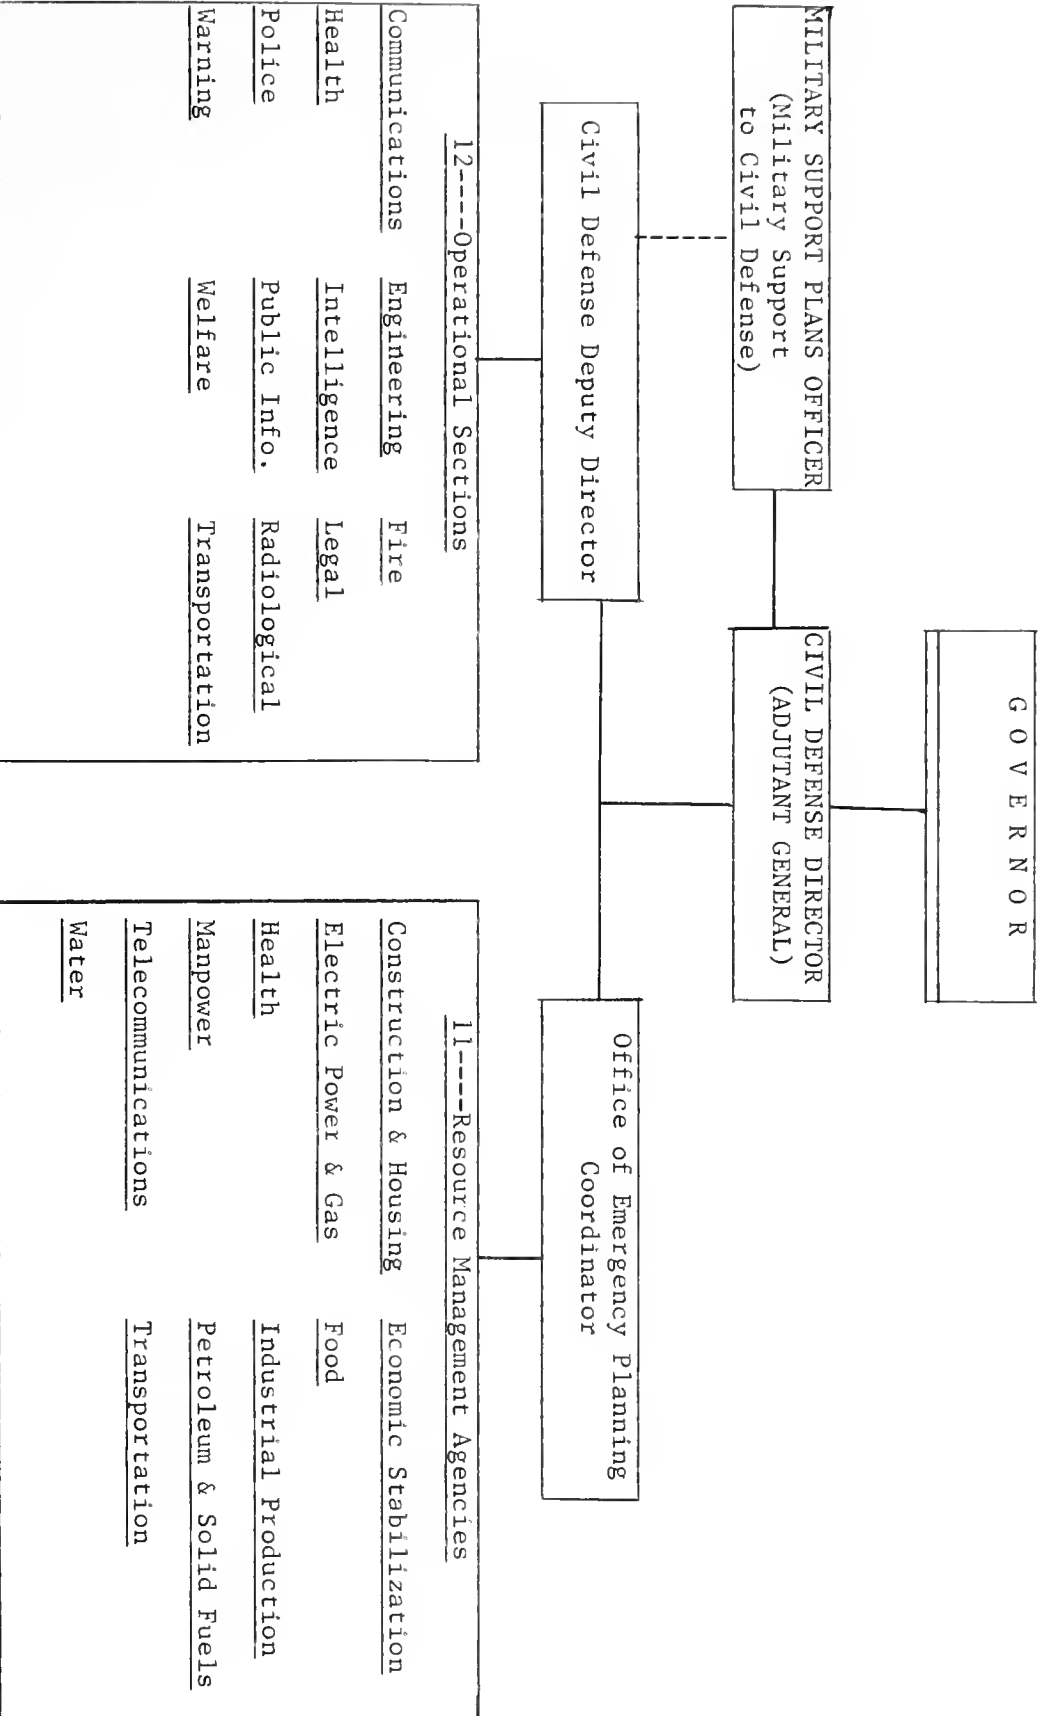 G O V E R N O R
MILITARY SUPPORT PLANS OFFICER
(Military Support
to Civil Defense)
CIVIL DEFENSE DIRECTOR
(ADJUTANT GENERAL)
Civil Defense Deputy Director
Office of Emergency Planning
Coordinator
12----Operational Sections
Communications Engineering Fire
Health Intelligence Legal
Police Public Info. Radiological
Warning Welfare Transportation
11----Resource Management Agencies
Construction & Housing Economic Stabilization
Electric Power & Gas Food
Health Industrial Production
Manpower Petroleum & Solid Fuels
Telecommunications Transportation
Water